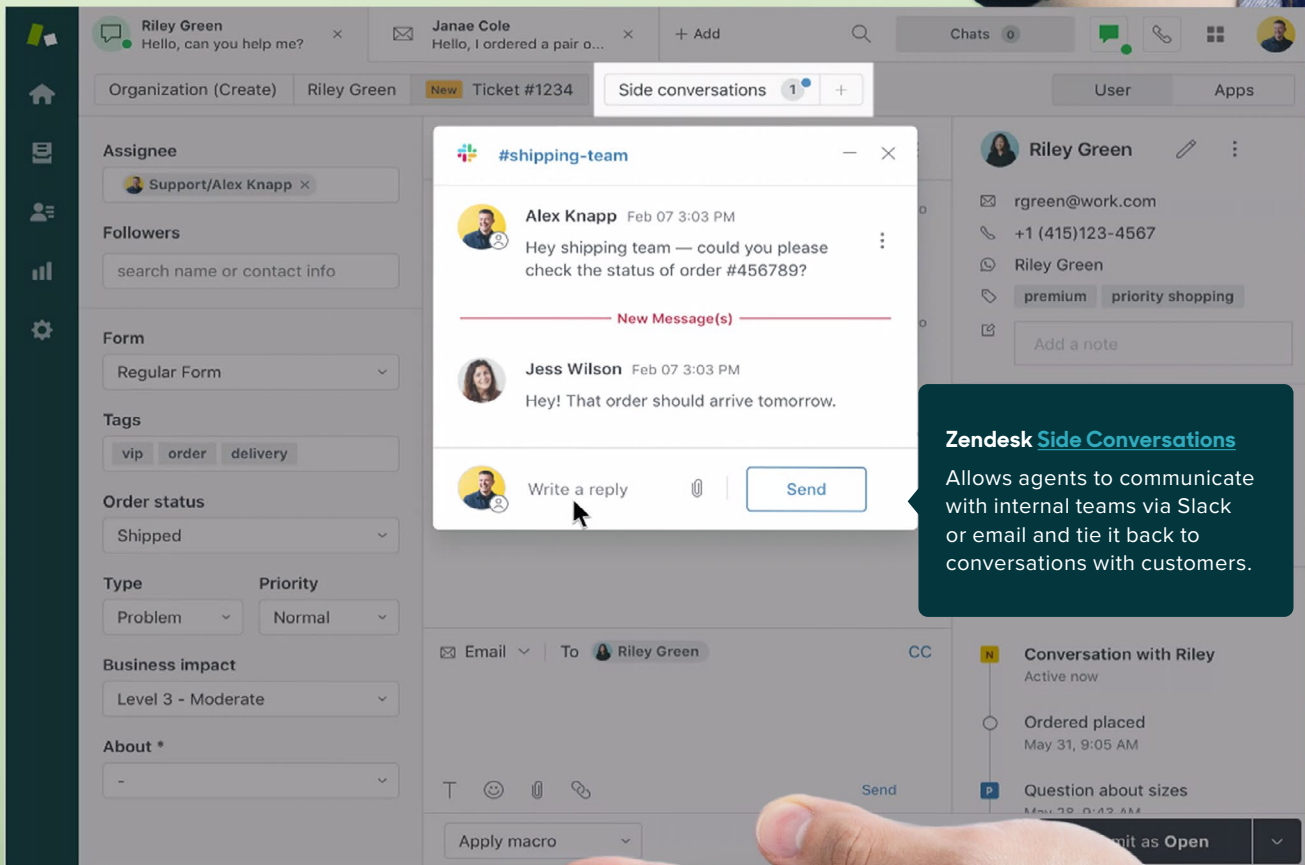 Riley Green
Hello, can you help me?
Janae Cole
Hello, I ordered a pair o...
+ Add
Chats 0
Organization (Create)
Riley Green
New Ticket #1234
Side conversations 1 +
User
Apps
Assignee
Support/Alex Knapp ×
Followers
search name or contact info
Form
Regular Form
Tags
vip order delivery
Order status
Shipped
Type Priority
Problem Normal
Business impact
Level 3 - Moderate
About *
-
#shipping-team
Alex Knapp Feb 07 3:03 PM
Hey shipping team — could you please
check the status of order #456789?
New Message(s)
Jess Wilson Feb 07 3:03 PM
Hey! That order should arrive tomorrow.
Write a reply
Send
Email To Riley Green CC
Send
Apply macro
Riley Green
rgreen@work.com
+1 (415)123-4567
Riley Green
premium priority shopping
Add a note
Zendesk Side Conversations
Allows agents to communicate
with internal teams via Slack
or email and tie it back to
conversations with customers.
N Conversation with Riley
Active now
Ordered placed
May 31, 9:05 AM
P Question about sizes
May 28, 9:43 AM
as Open